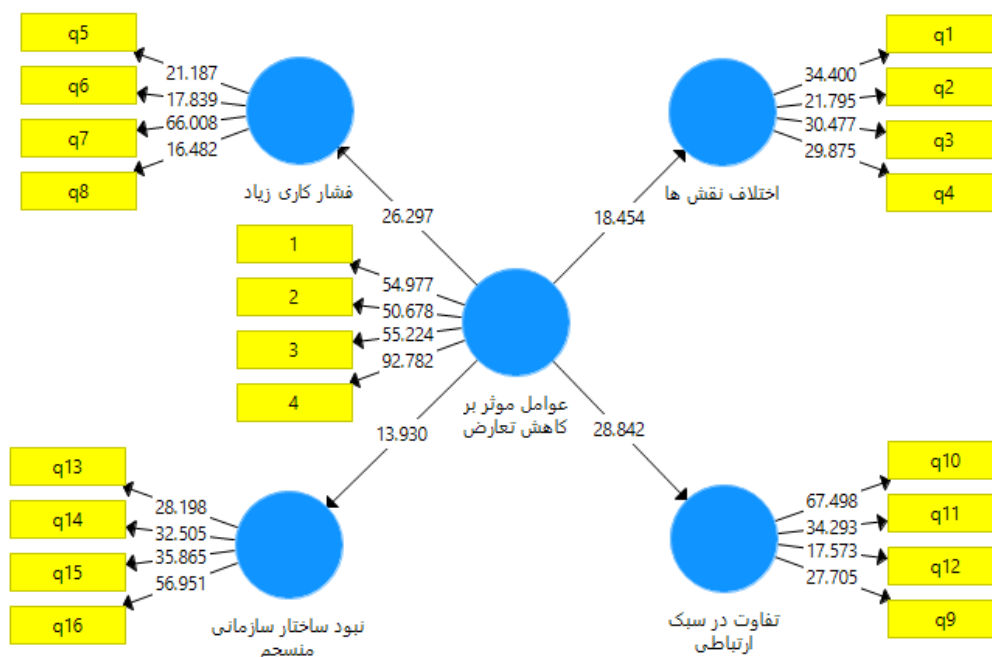 q5
q6
q7
q8
21.187
17.839
66.008
16.482
فشار کاری زیاد
q1
q2
q3
q4
34.400
21.795
30.477
29.875
اختلاف نقش ها
26.297
18.454
1
2
3
4
54.977
50.678
55.224
92.782
عوامل موثر بر
کاهش تعارض
13.930
28.842
q13
q14
q15
q16
28.198
32.505
35.865
56.951
نبود ساختار سازمانی
منسجم
q10
q11
q12
q9
67.498
34.293
17.573
27.705
تفاوت در سبک
ارتباطی